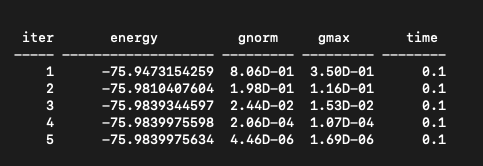 iter energy gnorm gmax time
----- ------------------- --------- --------- --------
1 -75.9473154259 8.06D-01 3.50D-01 0.1
2 -75.9810407604 1.98D-01 1.16D-01 0.1
3 -75.9839344597 2.44D-02 1.53D-02 0.1
4 -75.9839975598 2.06D-04 1.07D-04 0.1
5 -75.9839975634 4.46D-06 1.69D-06 0.1